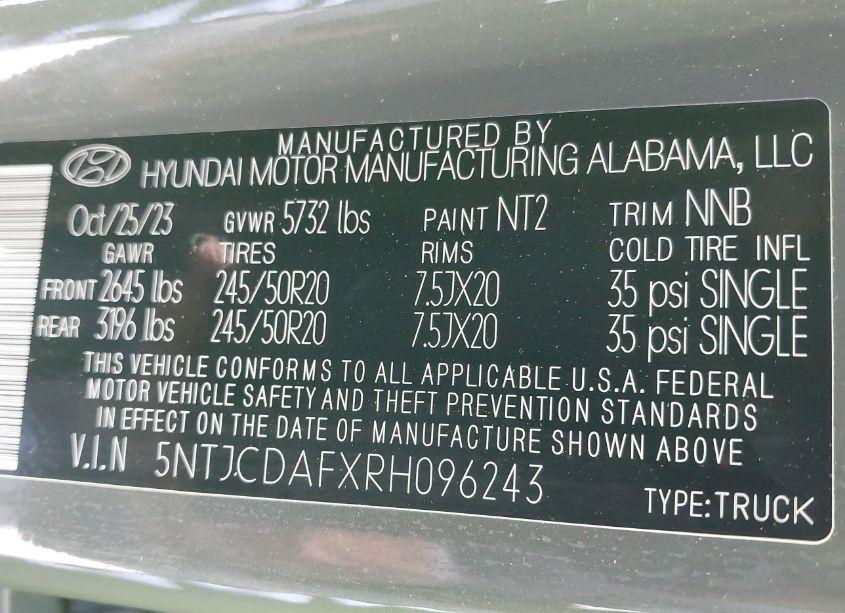 MANUFACTURED BY
HYUNDAI MOTOR MANUFACTURING ALABAMA, LLC
Oct/25/23 GVWR 5732 lbs PAINT NT2 TRIM NNB
GAWR TIRES RIMS COLD TIRE INFL
FRONT 2645 lbs 245/50R20 7.5JX20 35 psi SINGLE
REAR 3196 lbs 245/50R20 7.5JX20 35 psi SINGLE
THIS VEHICLE CONFORMS TO ALL APPLICABLE U.S.A. FEDERAL
MOTOR VEHICLE SAFETY AND THEFT PREVENTION STANDARDS
IN EFFECT ON THE DATE OF MANUFACTURE SHOWN ABOVE
V.I.N 5NTJCDAFXRH096243
TYPE:TRUCK